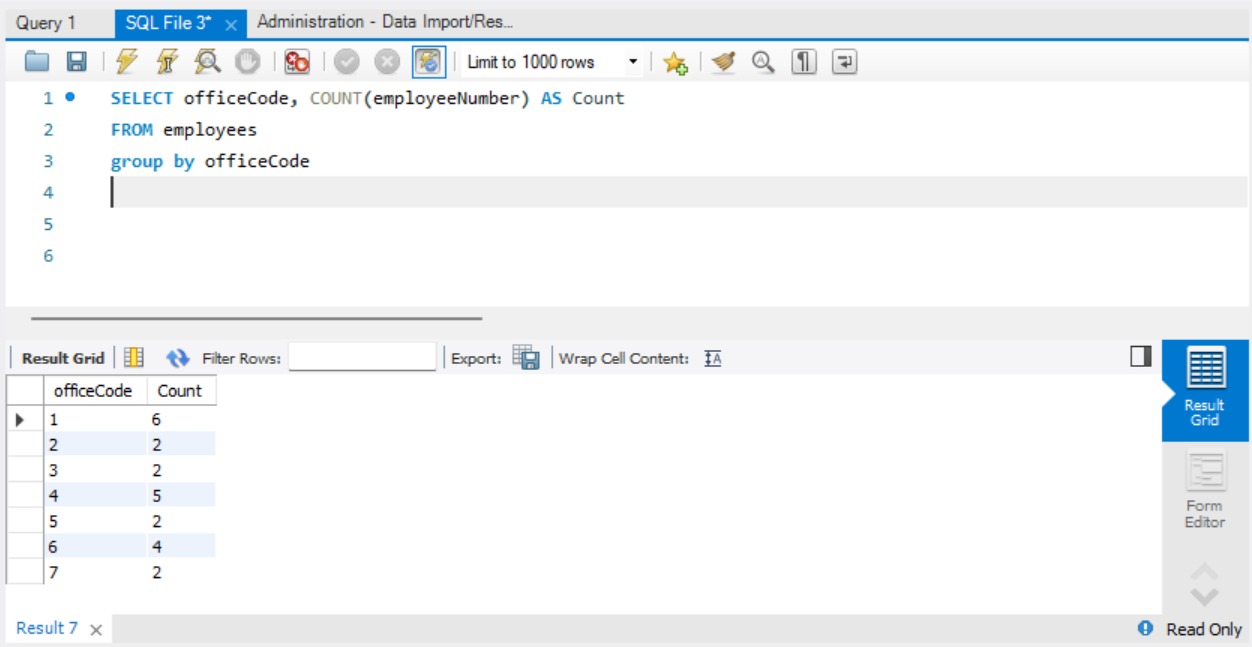 Query 1 SQL File 3* × Administration - Data Import/Res...
Limit to 1000 rows
1 SELECT officeCode, COUNT(employeeNumber) AS Count
2 FROM employees
3 group by officeCode
4
5
6
Result Grid Filter Rows: Export: Wrap Cell Content: IA
officeCode Count
1 6
2 2
3 2
4 5
5 2
6 4
7 2
Result
Grid
Form
Editor
Result 7 × Read Only